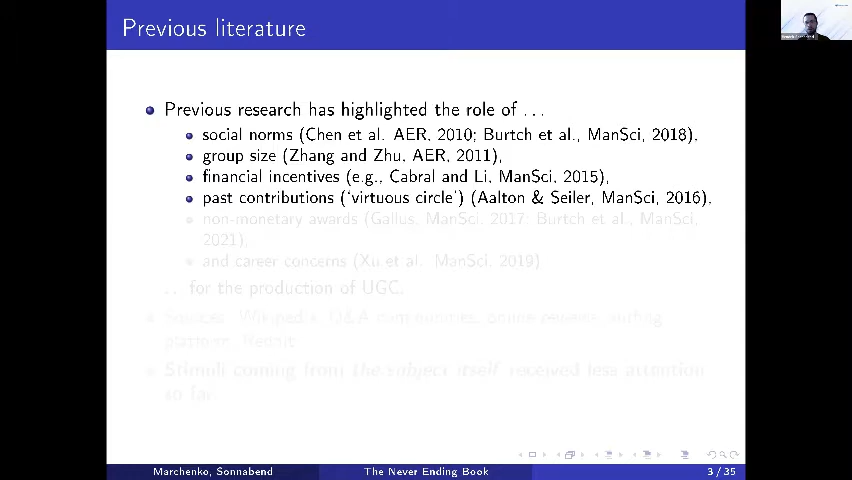 Previous literature
Previous research has highlighted the role of ...
social norms (Chen et al. AER, 2010; Burtch et al., ManSci, 2018),
group size (Zhang and Zhu, AER, 2011),
financial incentives (e.g., Cabral and Li, ManSci, 2015),
past contributions ('virtuous circle') (Aalton & Seiler, ManSci, 2016),
non-monetary awards (Gallus, ManSci, 2017; Burtch et al., ManSci,
2021),
and career concerns (Xu et al. ManSci, 2019)
... for the production of UGC.
Sources: Wikipedia, Q&A communities, online reviews,
platform, Reddit
Stimuli coming from the subject itself received less attention
so far.
Marchenko, Sonnabend
The Never Ending Book
3 / 35